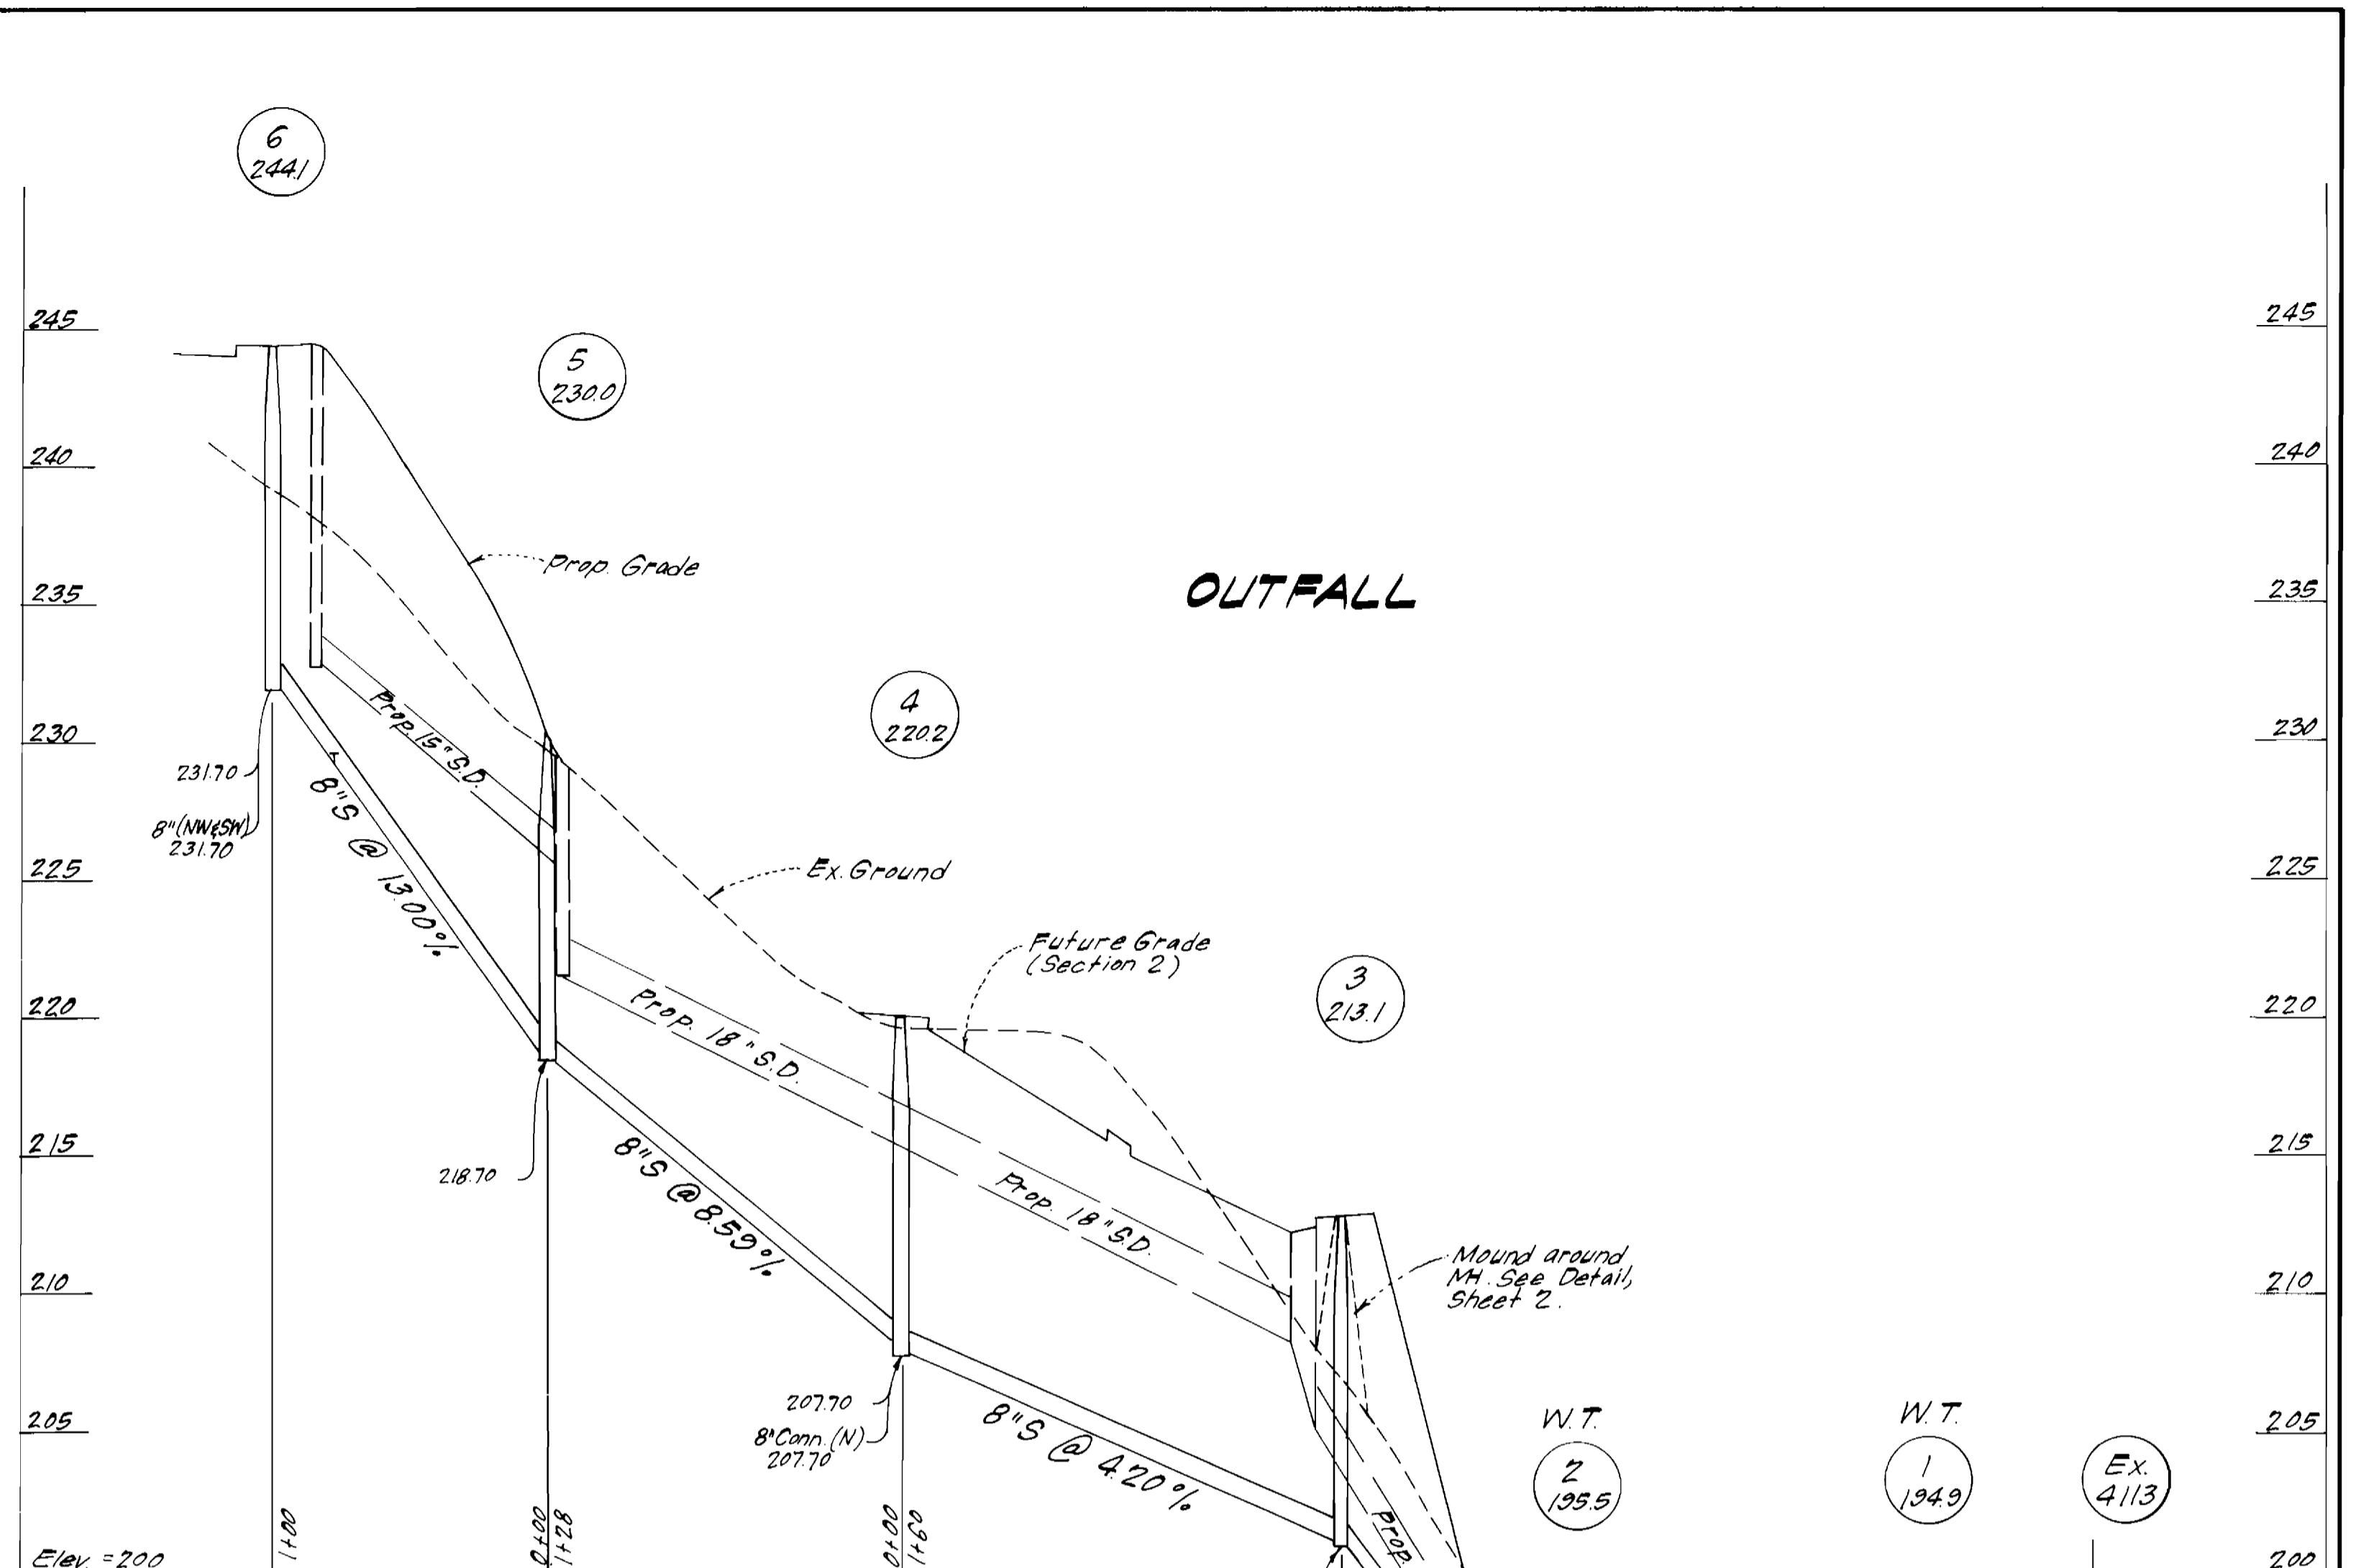 6
244.1
245
245
5
230.0
240
240
Prop. Grade
235
OUTFALL
235
4
220.2
Prop. 15" S.D.
230
230
231.70
8" (NW&SW)
231.70
8"S @ 13.00%
225
Ex. Ground
225
Future Grade
(Section 2)
3
213.1
220
Prop. 18" S.D.
220
215
218.70
8"S @ 8.59%
Prop. 18" S.D.
215
210
Mound around
MH. See Detail,
Sheet 2.
210
207.70
8" Conn. (N)
207.70
205
8"S @ 4.20%
W.T.
2
195.5
W.T.
1
194.9
Ex.
4113
205
1+00
0+00
1+28
0+00
1+60
Prop.
Elev. = 200
200